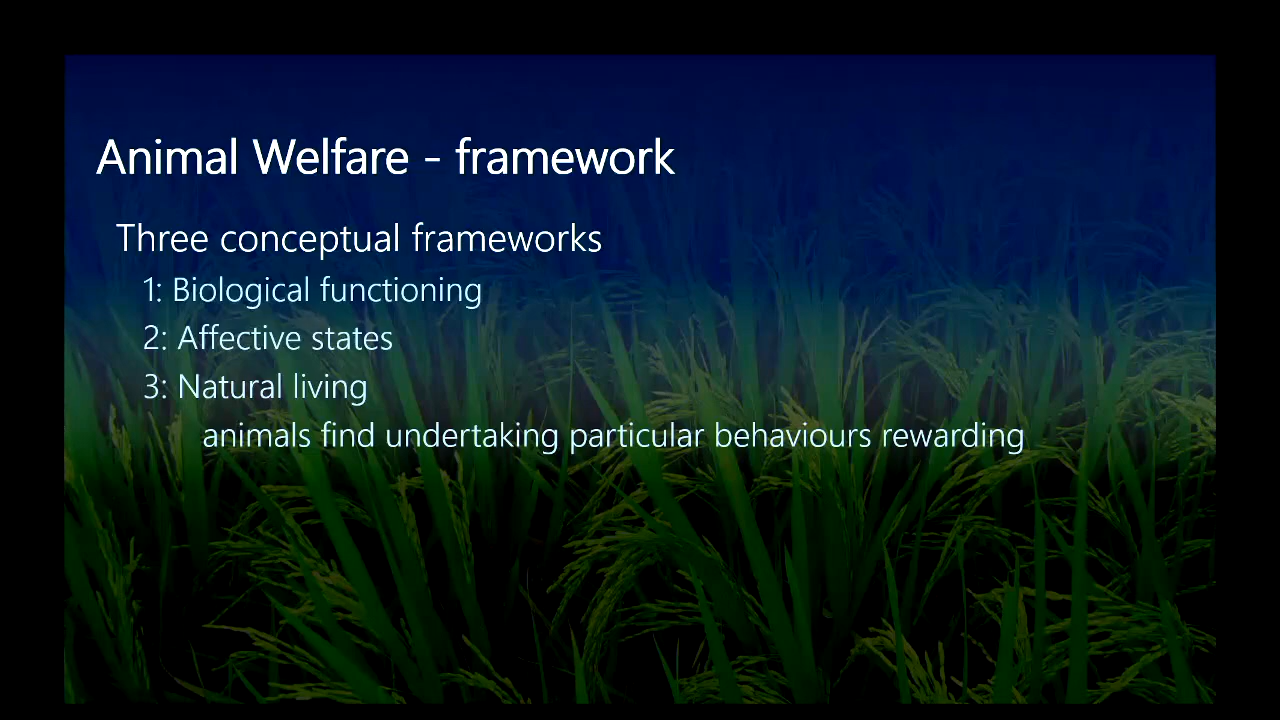 Animal Welfare - framework
Three conceptual frameworks
1: Biological functioning
2: Affective states
3: Natural living
animals find undertaking particular behaviours rewarding